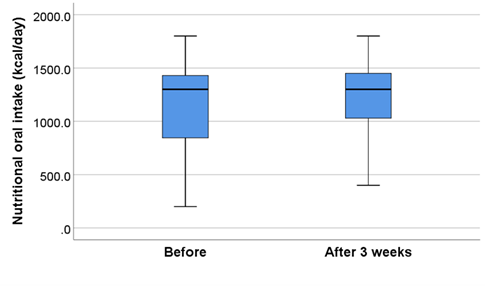 Nutritional oral intake (kcal/day)
2000.0
1500.0
1000.0
500.0
.0
Before
After 3 weeks